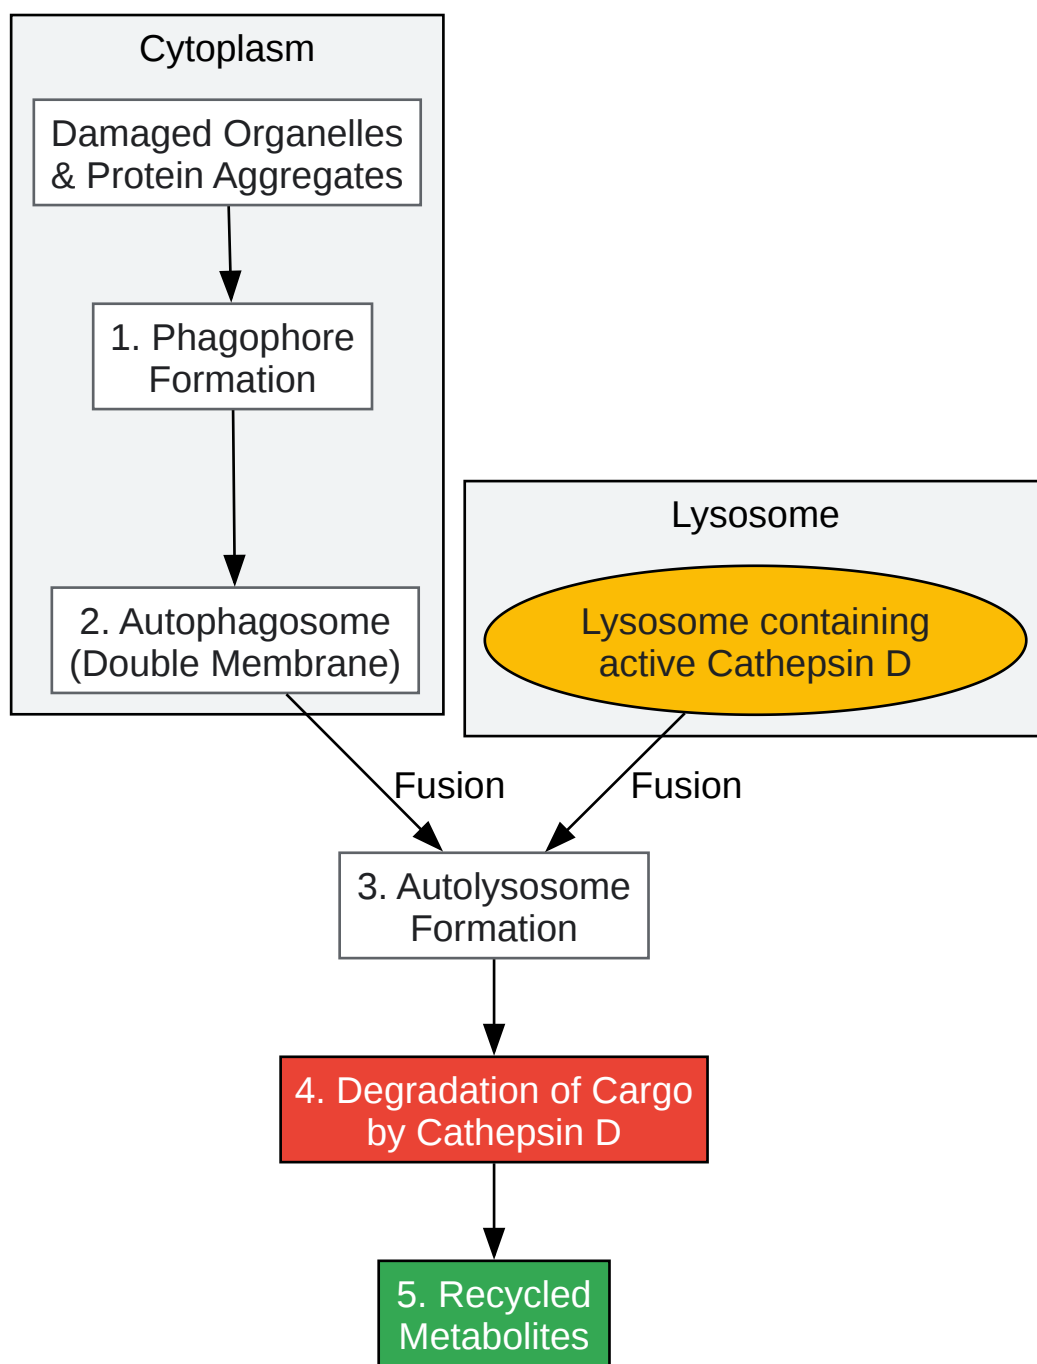 Cytoplasm
Damaged Organelles
& Protein Aggregates
1. Phagophore
Formation
2. Autophagosome
(Double Membrane)
Lysosome
Lysosome containing
active Cathepsin D
Fusion
Fusion
3. Autolysosome
Formation
4. Degradation of Cargo
by Cathepsin D
5. Recycled
Metabolites